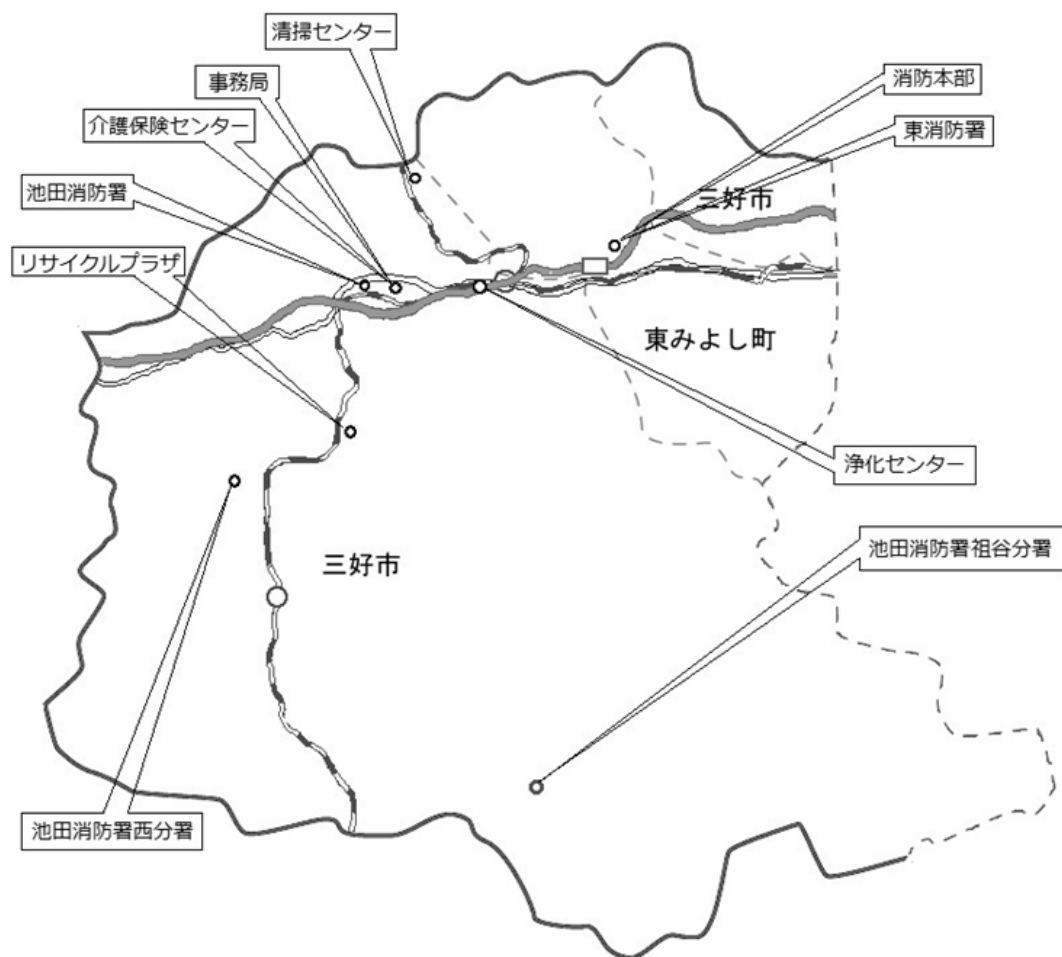 清掃センター
事務局
消防本部
介護保険センター
東消防署
池田消防署
三好市
リサイクルプラザ
東みよし町
浄化センター
池田消防署祖谷分署
三好市
池田消防署西分署